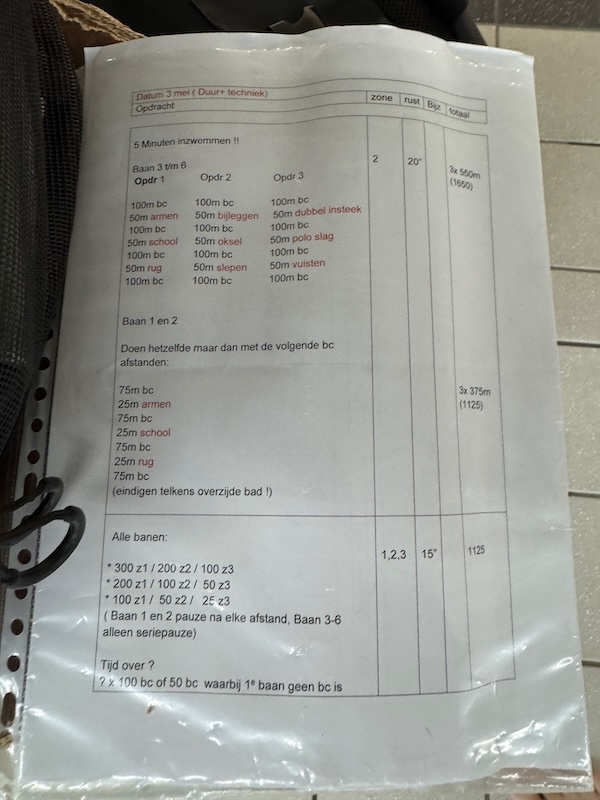 Datum 3 mei ( Duur+ techniek)
Opdracht
zone rust Bijz totaal
5 Minuten inzwemmen !!
Baan 3 t/m 6
2 20" 3x 550m
(1650)
Opdr 1 Opdr 2 Opdr 3
100m bc 100m bc 100m bc
50m armen 50m bijleggen 50m dubbel insteek
100m bc 100m bc 100m bc
50m school 50m oksel 50m polo slag
100m bc 100m bc 100m bc
50m rug 50m slepen 50m vuisten
100m bc 100m bc 100m bc
Baan 1 en 2
Doen hetzelfde maar dan met de volgende bc
afstanden:
75m bc 3x 375m
25m armen (1125)
75m bc
25m school
75m bc
25m rug
75m bc
(eindigen telkens overzijde bad !)
Alle banen: 1,2,3 15" 1125
* 300 z1 / 200 z2 / 100 z3
* 200 z1 / 100 z2 / 50 z3
* 100 z1 / 50 z2 / 25 z3
( Baan 1 en 2 pauze na elke afstand, Baan 3-6
alleen seriepauze)
Tijd over ?
? x 100 bc of 50 bc waarbij 1e baan geen bc is